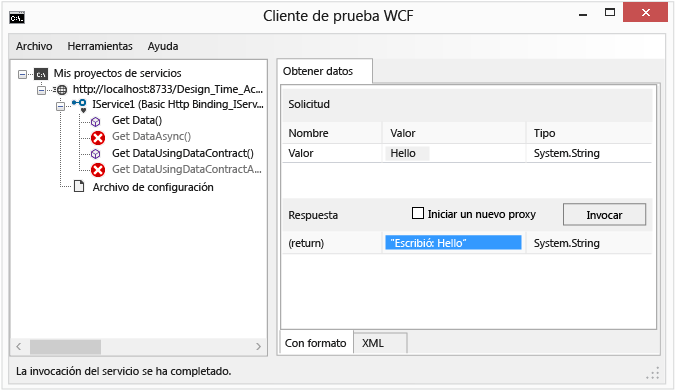 Cliente de prueba WCF
Archivo Herramientas Ayuda
Mis proyectos de servicios
http://localhost:8733/Design_Time_Ac...
IService1 (Basic Http Binding_IServ...
Get Data()
Get DataAsync()
Get DataUsingDataContract()
Get DataUsingDataContractA...
Archivo de configuración
Obtener datos
Solicitud
Nombre Valor Tipo
Valor Hello System.String
Respuesta Iniciar un nuevo proxy Invocar
(return) "Escribió: Hello" System.String
Con formato XML
La invocación del servicio se ha completado.